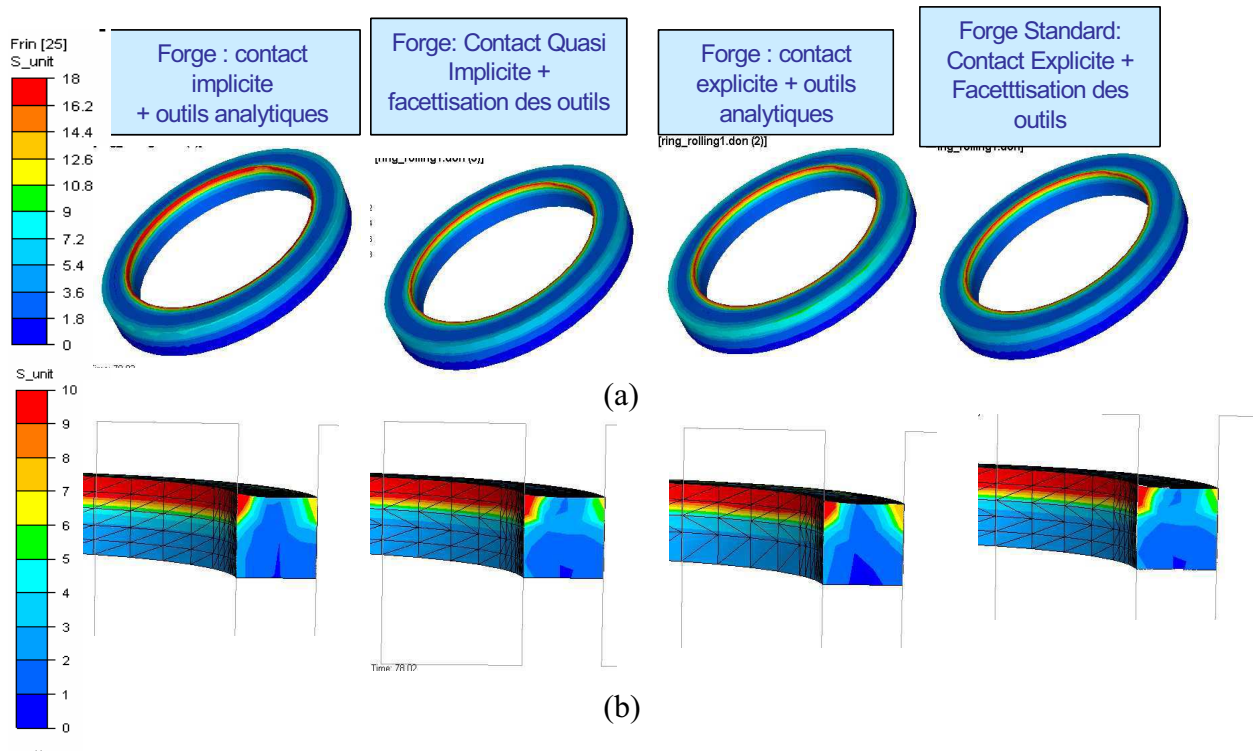 Frin [25]
S_unit
18
16.2
14.4
12.6
10.8
9
7.2
5.4
3.6
1.8
0
Forge : contact
implicite
+ outils analytiques
Forge: Contact Quasi
Implicite +
facettisation des outils
Forge : contact
explicite + outils
analytiques
Forge Standard:
Contact Explicite +
Facetttisation des
outils
[ring_rolling1.don (2)]
(a)
S_unit
10
9
8
7
6
5
4
3
2
1
0
Time: 78.02
(b)